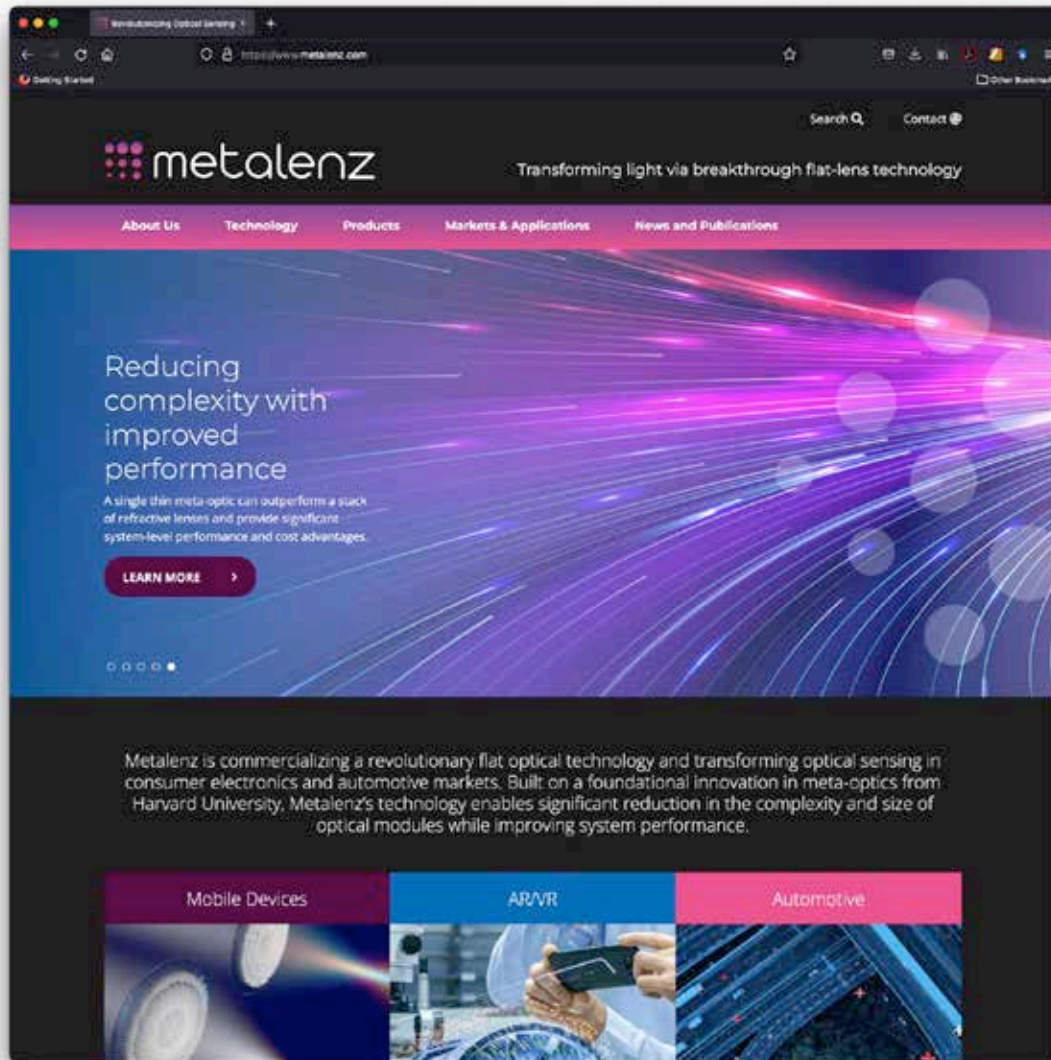 Revolutionizing Optical Sensing
https://www.metalenz.com
Getting Started
Other Bookmarks
Search
Contact
metalenz
Transforming light via breakthrough flat-lens technology
About Us
Technology
Products
Markets & Applications
News and Publications
Reducing
complexity with
improved
performance
A single thin meta-optic can outperform a stack
of refractive lenses and provide significant
system-level performance and cost advantages.
LEARN MORE
Metalenz is commercializing a revolutionary flat optical technology and transforming optical sensing in
consumer electronics and automotive markets. Built on a foundational innovation in meta-optics from
Harvard University, Metalenz's technology enables significant reduction in the complexity and size of
optical modules while improving system performance.
Mobile Devices
AR/VR
Automotive